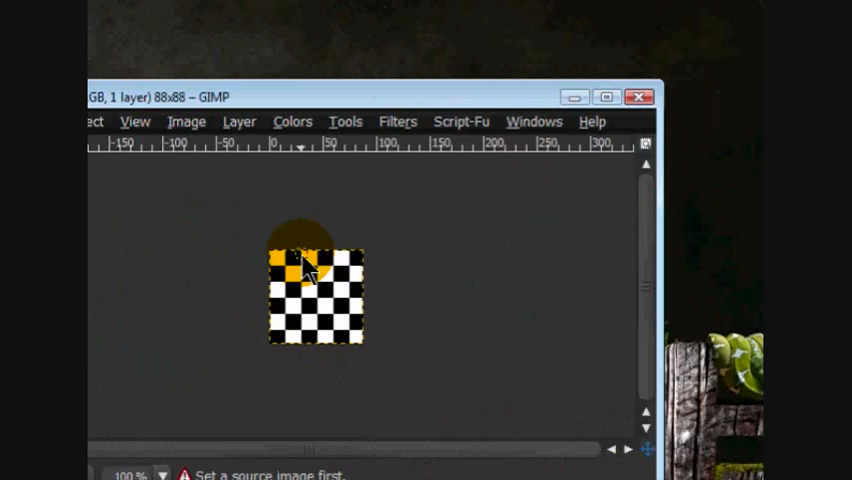 GB, 1 layer) 88x88 – GIMP
ect View Image Layer Colors Tools Filters Script-Fu Windows Help
-150 -100 -50 0 50 100 150 200 250 300
100 % Set a source image first.